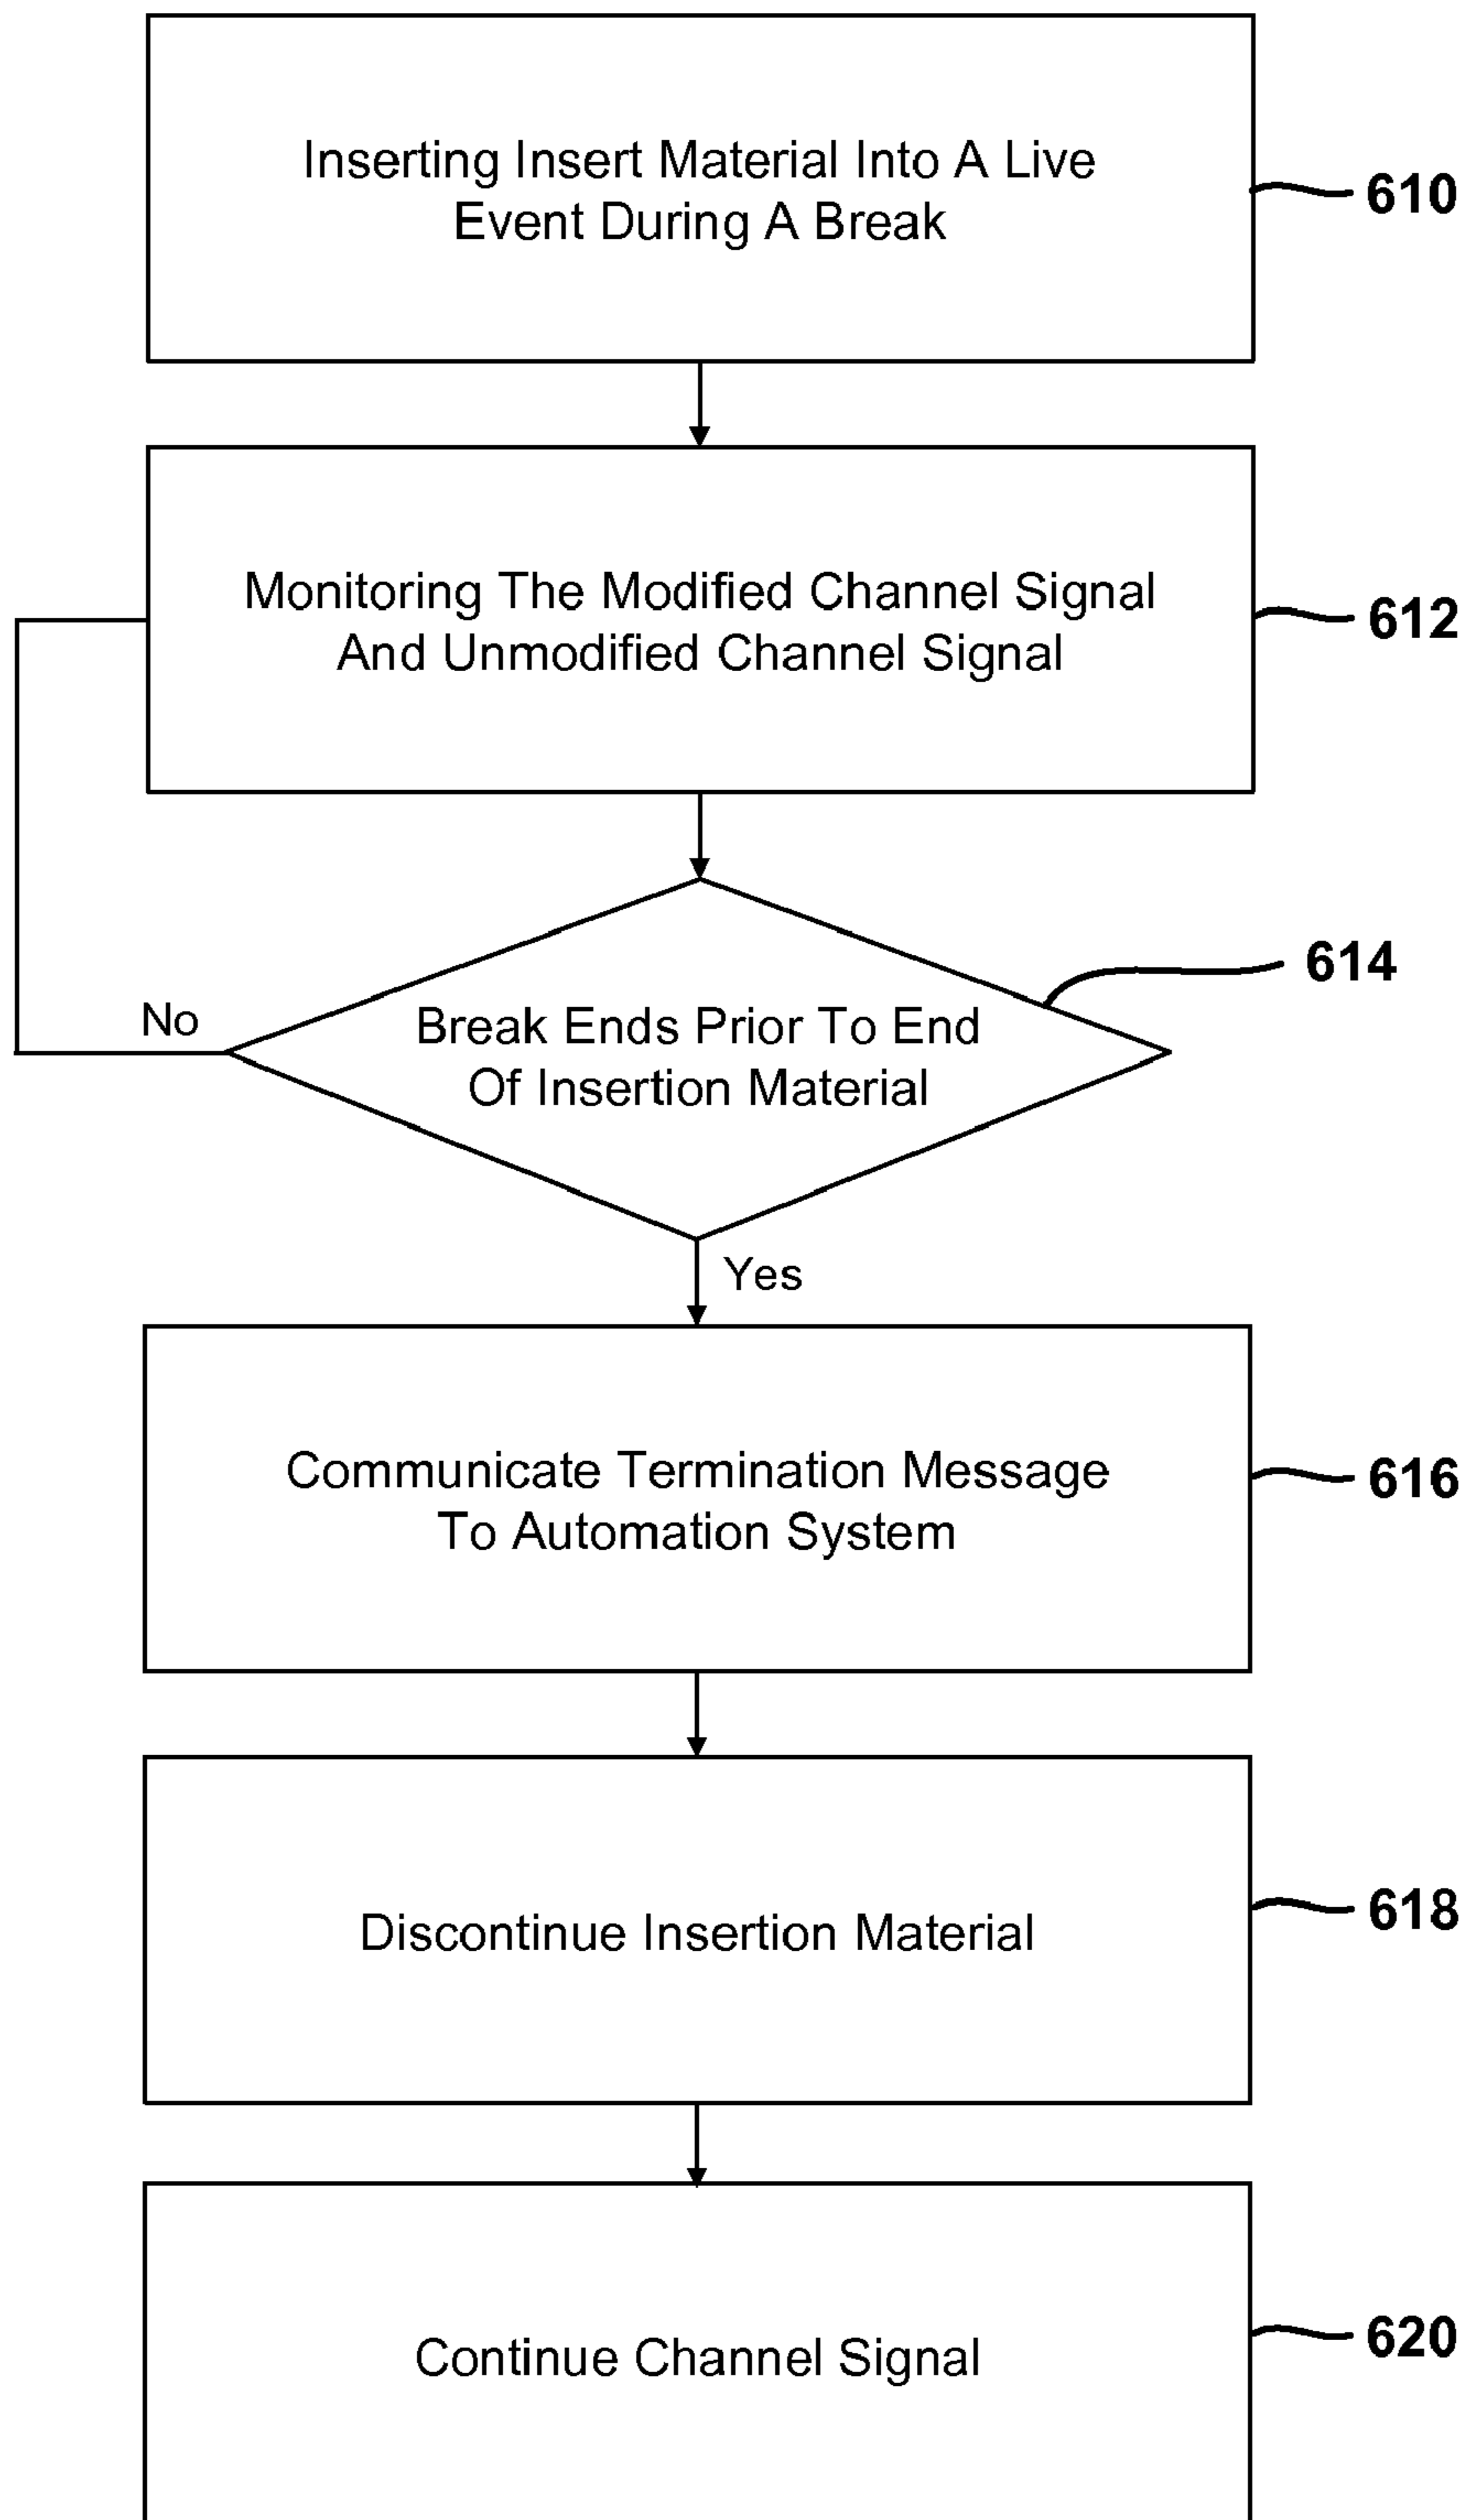 Inserting Insert Material Into A Live
Event During A Break
610
Monitoring The Modified Channel Signal
And Unmodified Channel Signal
612
614
No
Break Ends Prior To End
Of Insertion Material
Yes
Communicate Termination Message
To Automation System
616
Discontinue Insertion Material
618
Continue Channel Signal
620